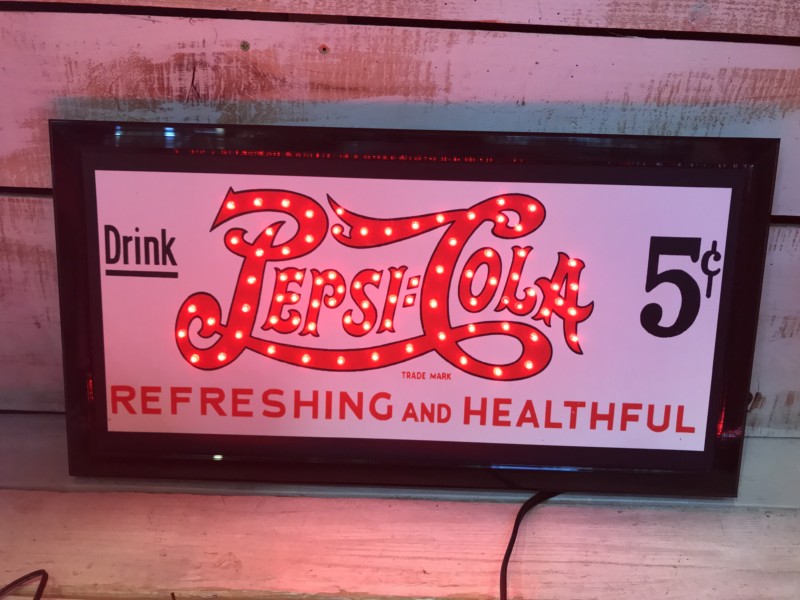 Drink
PEPSI:COLA
5¢
TRADE MARK
REFRESHING AND HEALTHFUL